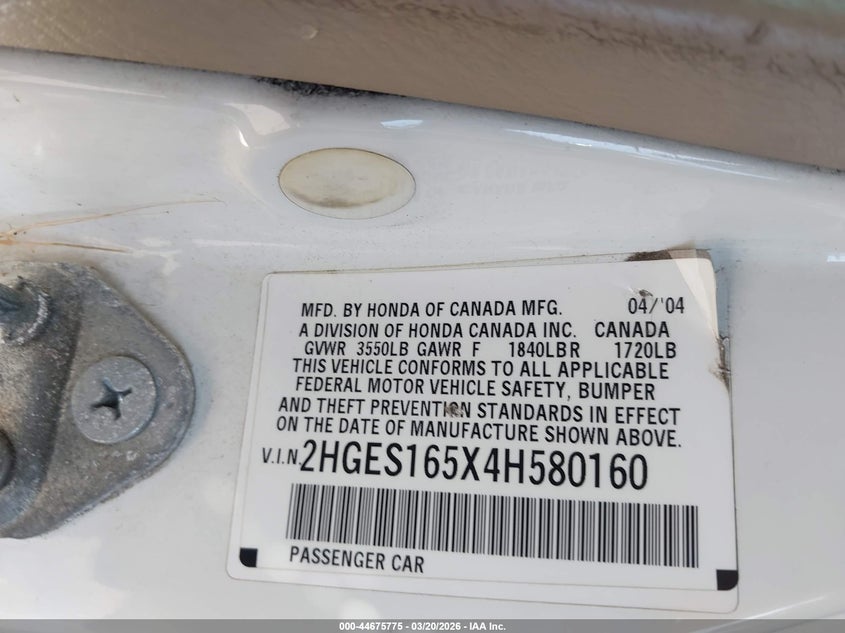 MFD. BY HONDA OF CANADA MFG. 04/'04
A DIVISION OF HONDA CANADA INC. CANADA
GVWR 3550LB GAWR F 1840LBR 1720LB
THIS VEHICLE CONFORMS TO ALL APPLICABLE
FEDERAL MOTOR VEHICLE SAFETY, BUMPER
AND THEFT PREVENTION STANDARDS IN EFFECT
ON THE DATE OF MANUFACTURE SHOWN ABOVE.
V.I.N. 2HGES165X4H580160
PASSENGER CAR
000-44675775 - 03/20/2026 - IAA Inc.